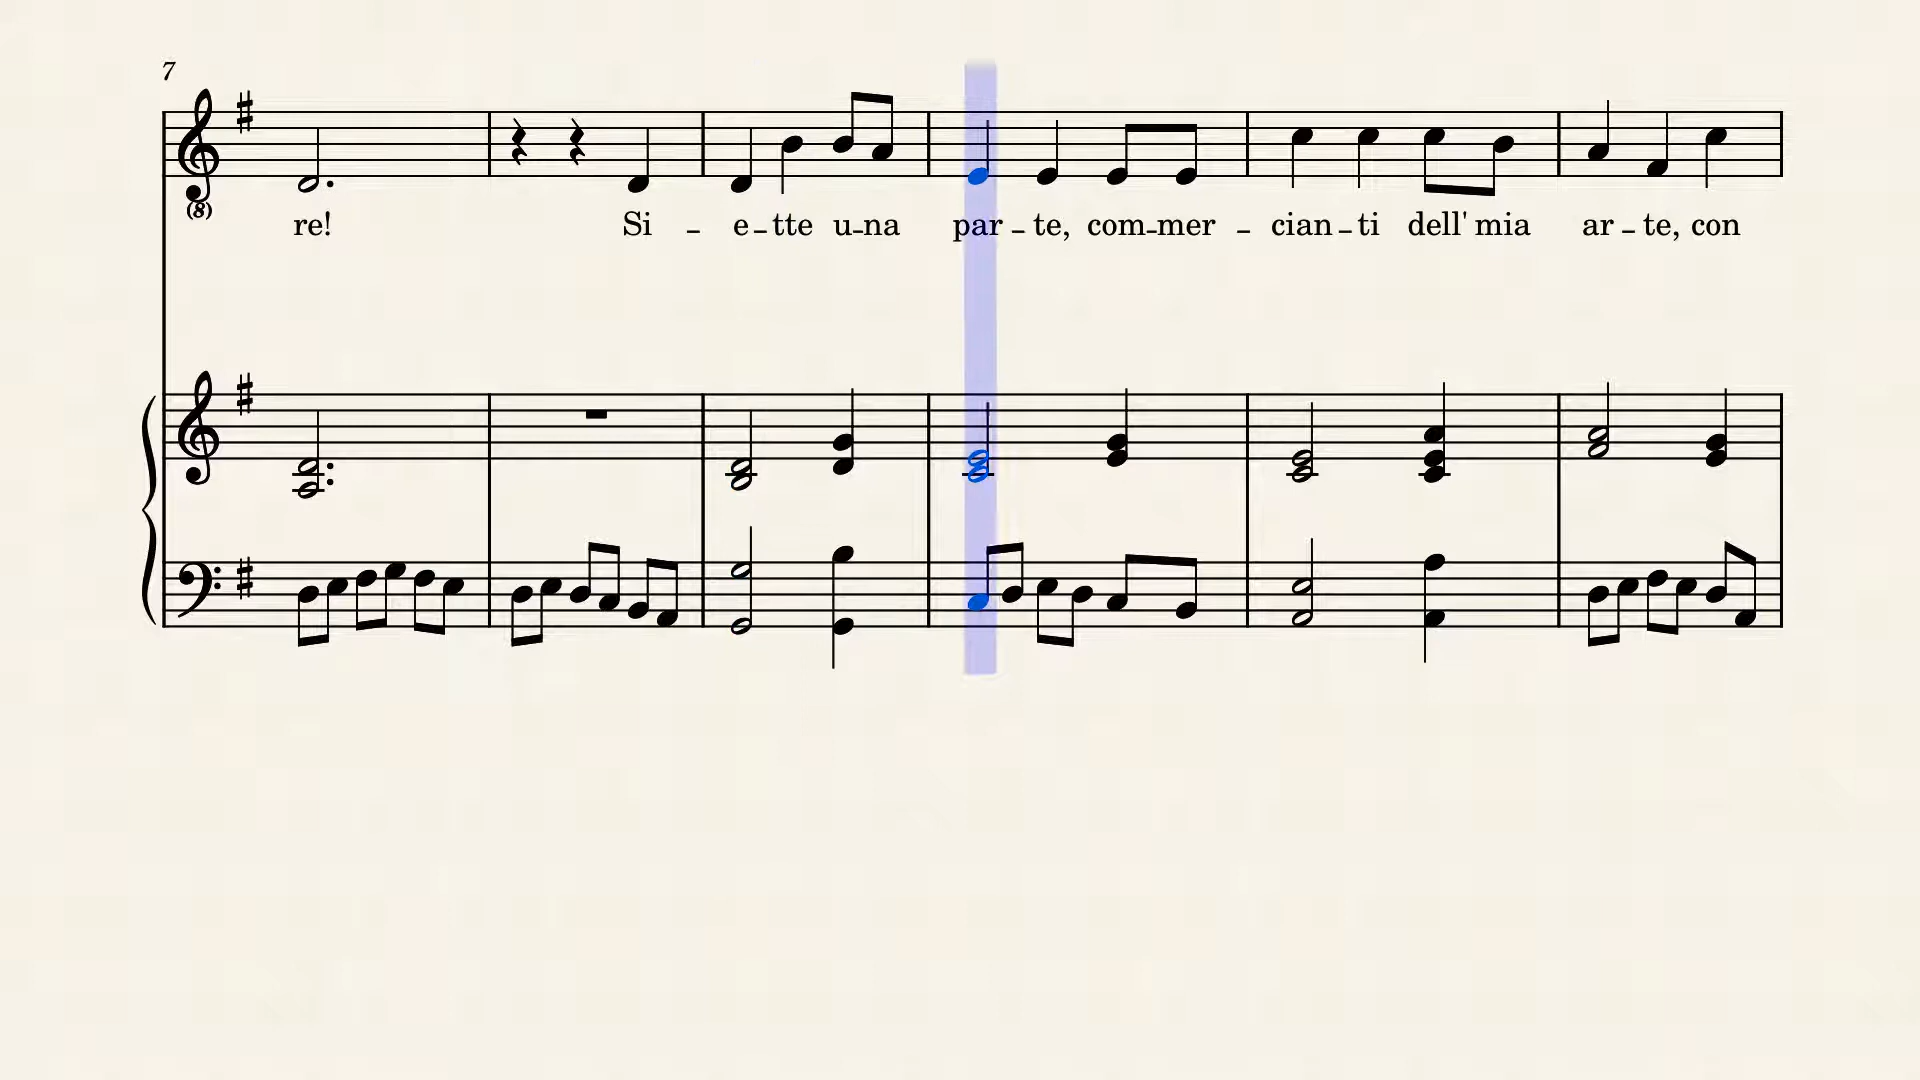 7
(8)
re! Si - e-tte u-na par-te, com-mer-cian-ti dell' mia ar-te, con